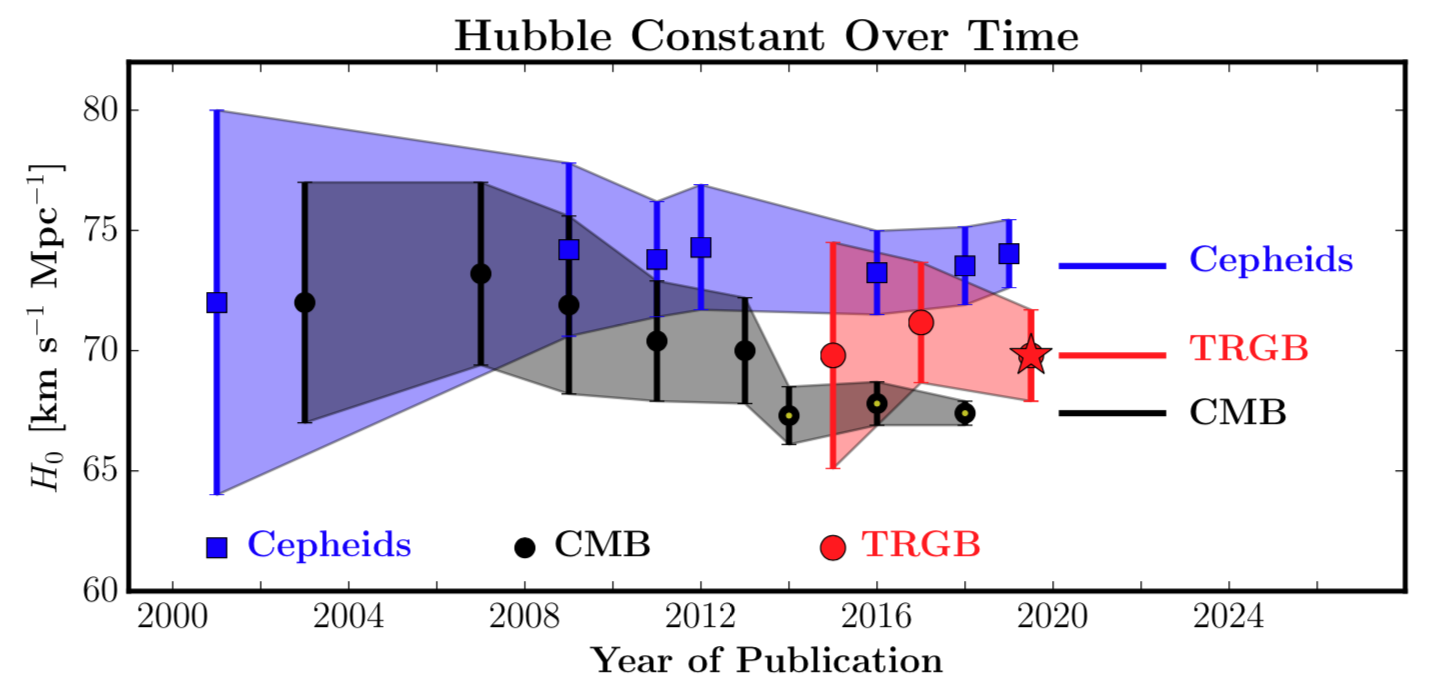 Hubble Constant Over Time
H₀ [km s⁻¹ Mpc⁻¹]
80
75
70
65
60
Cepheids
TRGB
CMB
Cepheids CMB TRGB
2000 2004 2008 2012 2016 2020 2024
Year of Publication